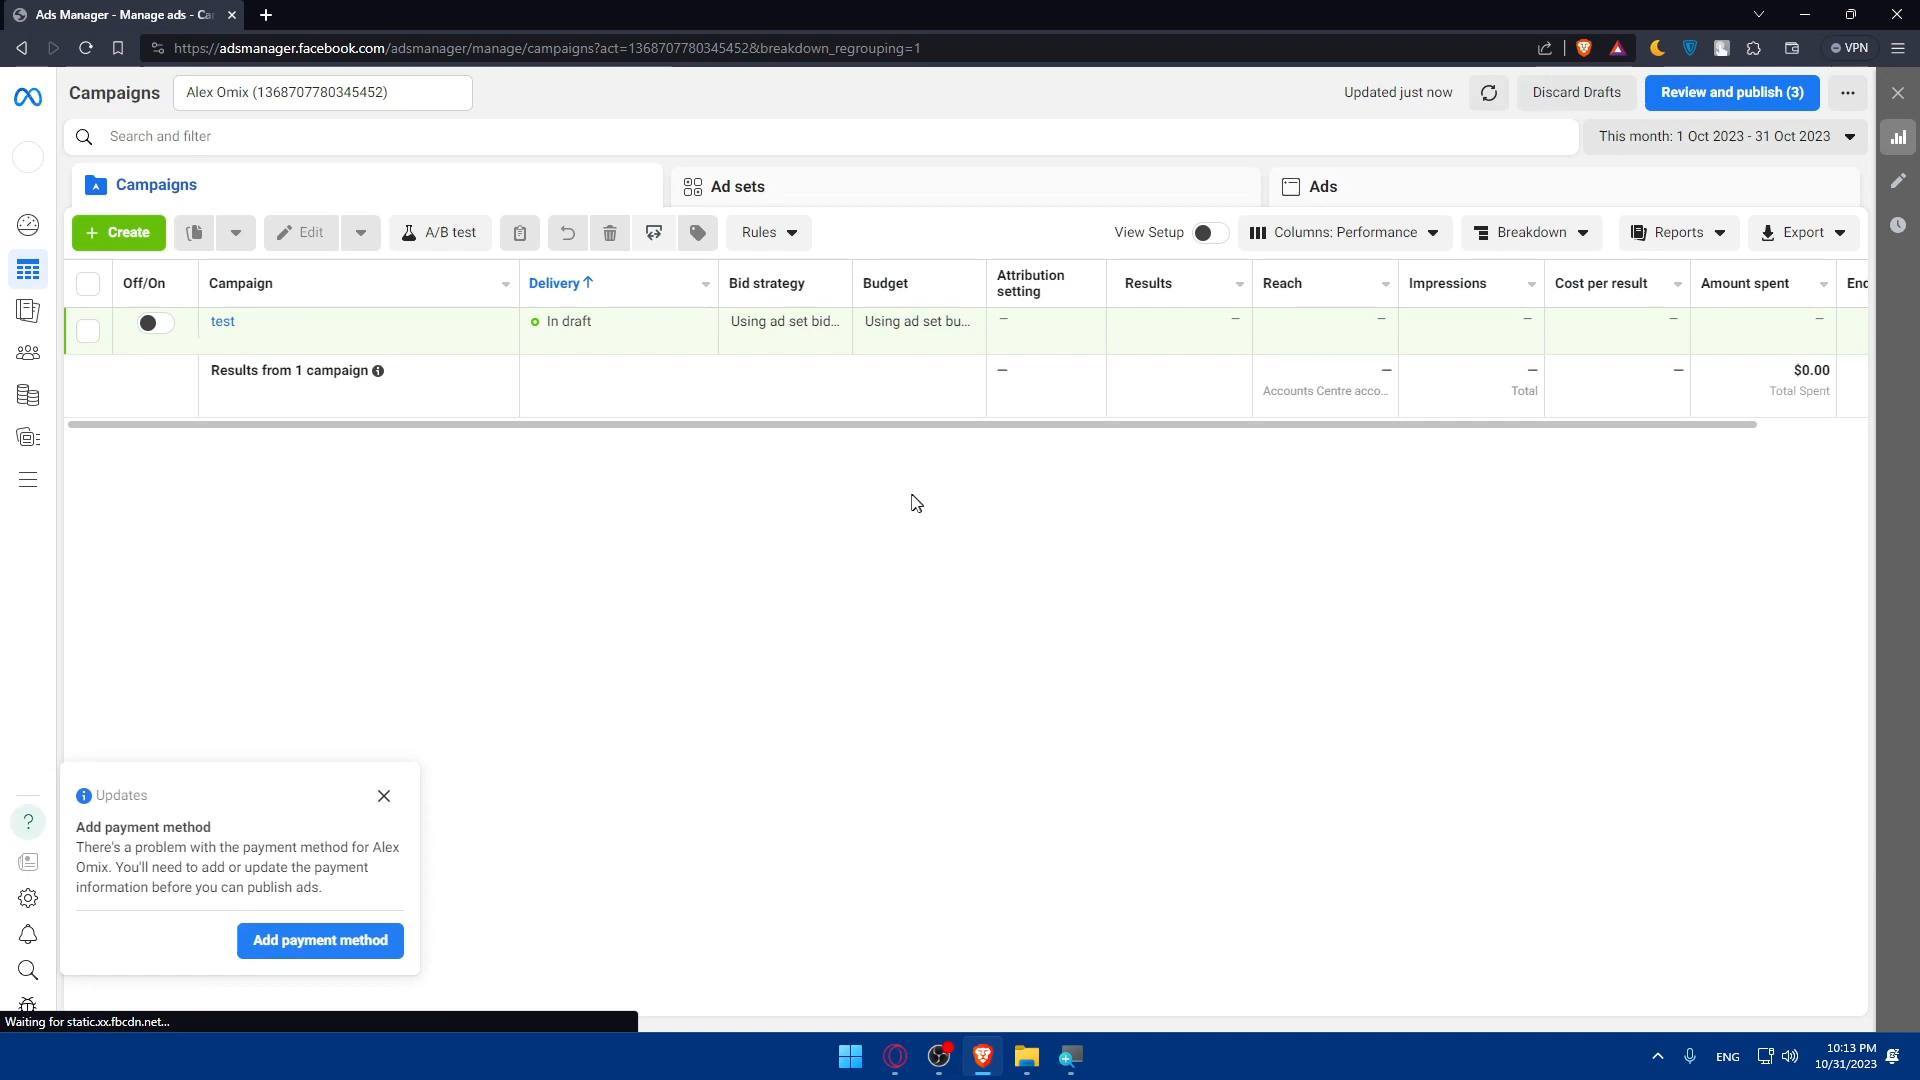 Ads Manager - Manage ads - Ca
https://adsmanager.facebook.com/adsmanager/manage/campaigns?act=1368707780345452&breakdown_regrouping=1
VPN
Campaigns
Alex Omix (1368707780345452)
Updated just now
Discard Drafts
Review and publish (3)
Search and filter
This month: 1 Oct 2023 - 31 Oct 2023
Campaigns
Ad sets
Ads
+ Create
Edit
A/B test
Rules
View Setup
Columns: Performance
Breakdown
Reports
Export
Off/On
Campaign
Delivery ↑
Bid strategy
Budget
Attribution
setting
Results
Reach
Impressions
Cost per result
Amount spent
End
test
In draft
Using ad set bid...
Using ad set bu...
–
–
–
–
–
–
Results from 1 campaign
–
–
–
–
$0.00
Accounts Centre acco...
Total
Total Spent
Updates
Add payment method
There's a problem with the payment method for Alex
Omix. You'll need to add or update the payment
information before you can publish ads.
Add payment method
Waiting for static.xx.fbcdn.net...
ENG
10:13 PM
10/31/2023